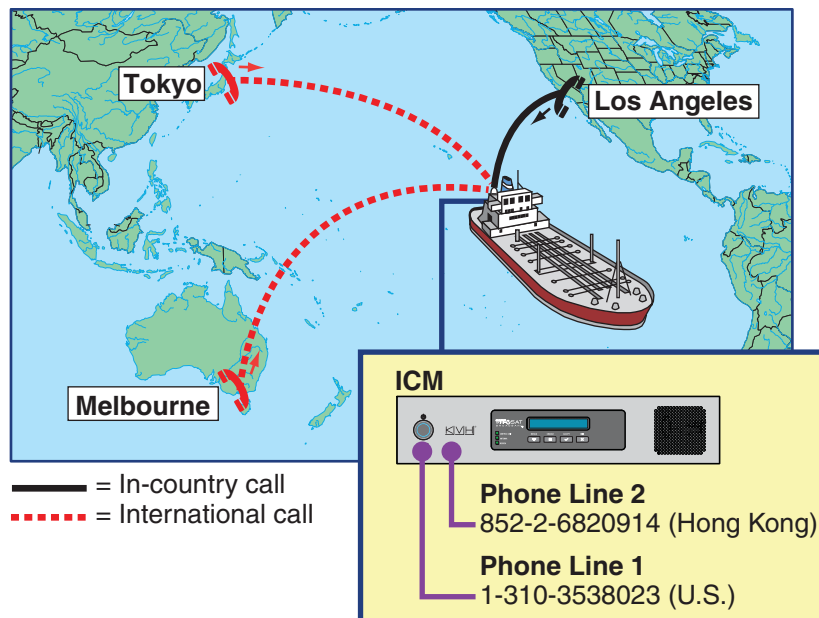 Tokyo
Los Angeles
Melbourne
ICM
KVH
Phone Line 2
852-2-6820914 (Hong Kong)
Phone Line 1
1-310-3538023 (U.S.)
= In-country call
= International call